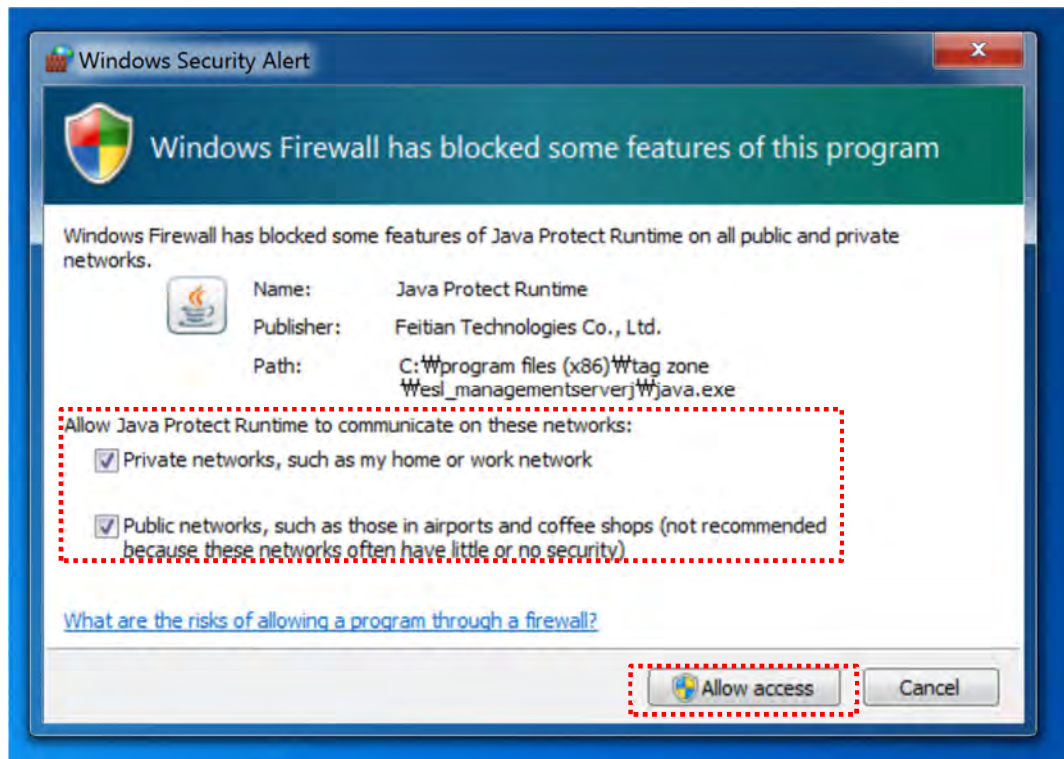 Windows Security Alert
Windows Firewall has blocked some features of this program
Windows Firewall has blocked some features of Java Protect Runtime on all public and private
networks.
Name: Java Protect Runtime
Publisher: Feitian Technologies Co., Ltd.
Path: C:₩program files (x86)₩tag zone
₩esl_managementserverj₩java.exe
Allow Java Protect Runtime to communicate on these networks:
Private networks, such as my home or work network
Public networks, such as those in airports and coffee shops (not recommended
because these networks often have little or no security)
What are the risks of allowing a program through a firewall?
Allow access Cancel